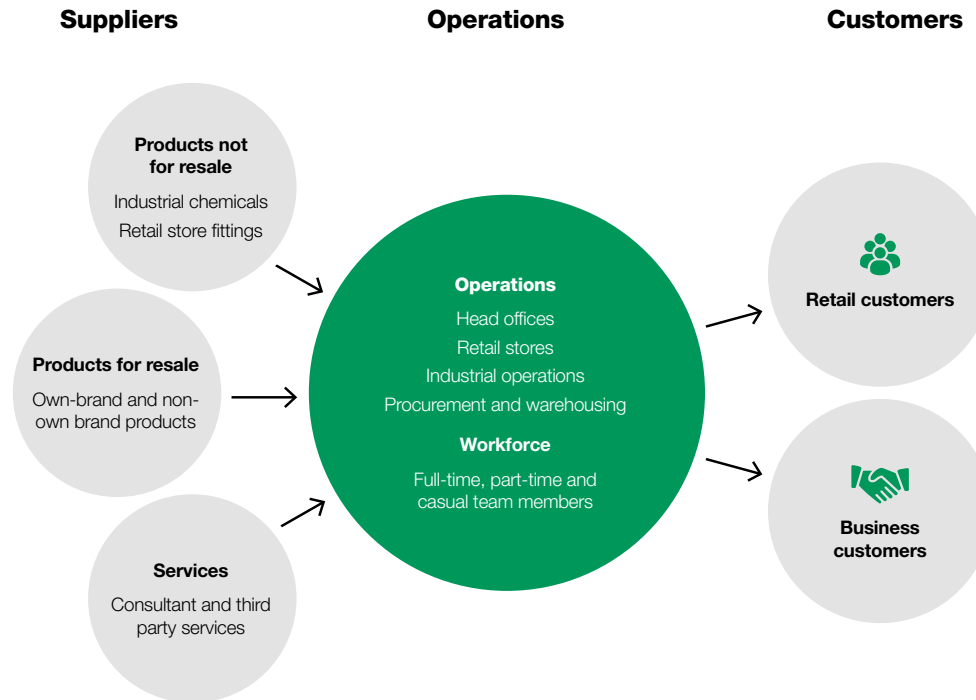 Suppliers
Operations
Customers
Products not
for resale
Industrial chemicals
Retail store fittings
Products for resale
Own-brand and non-
own brand products
Services
Consultant and third
party services
Operations
Head offices
Retail stores
Industrial operations
Procurement and warehousing
Workforce
Full-time, part-time and
casual team members
Retail customers
Business
customers